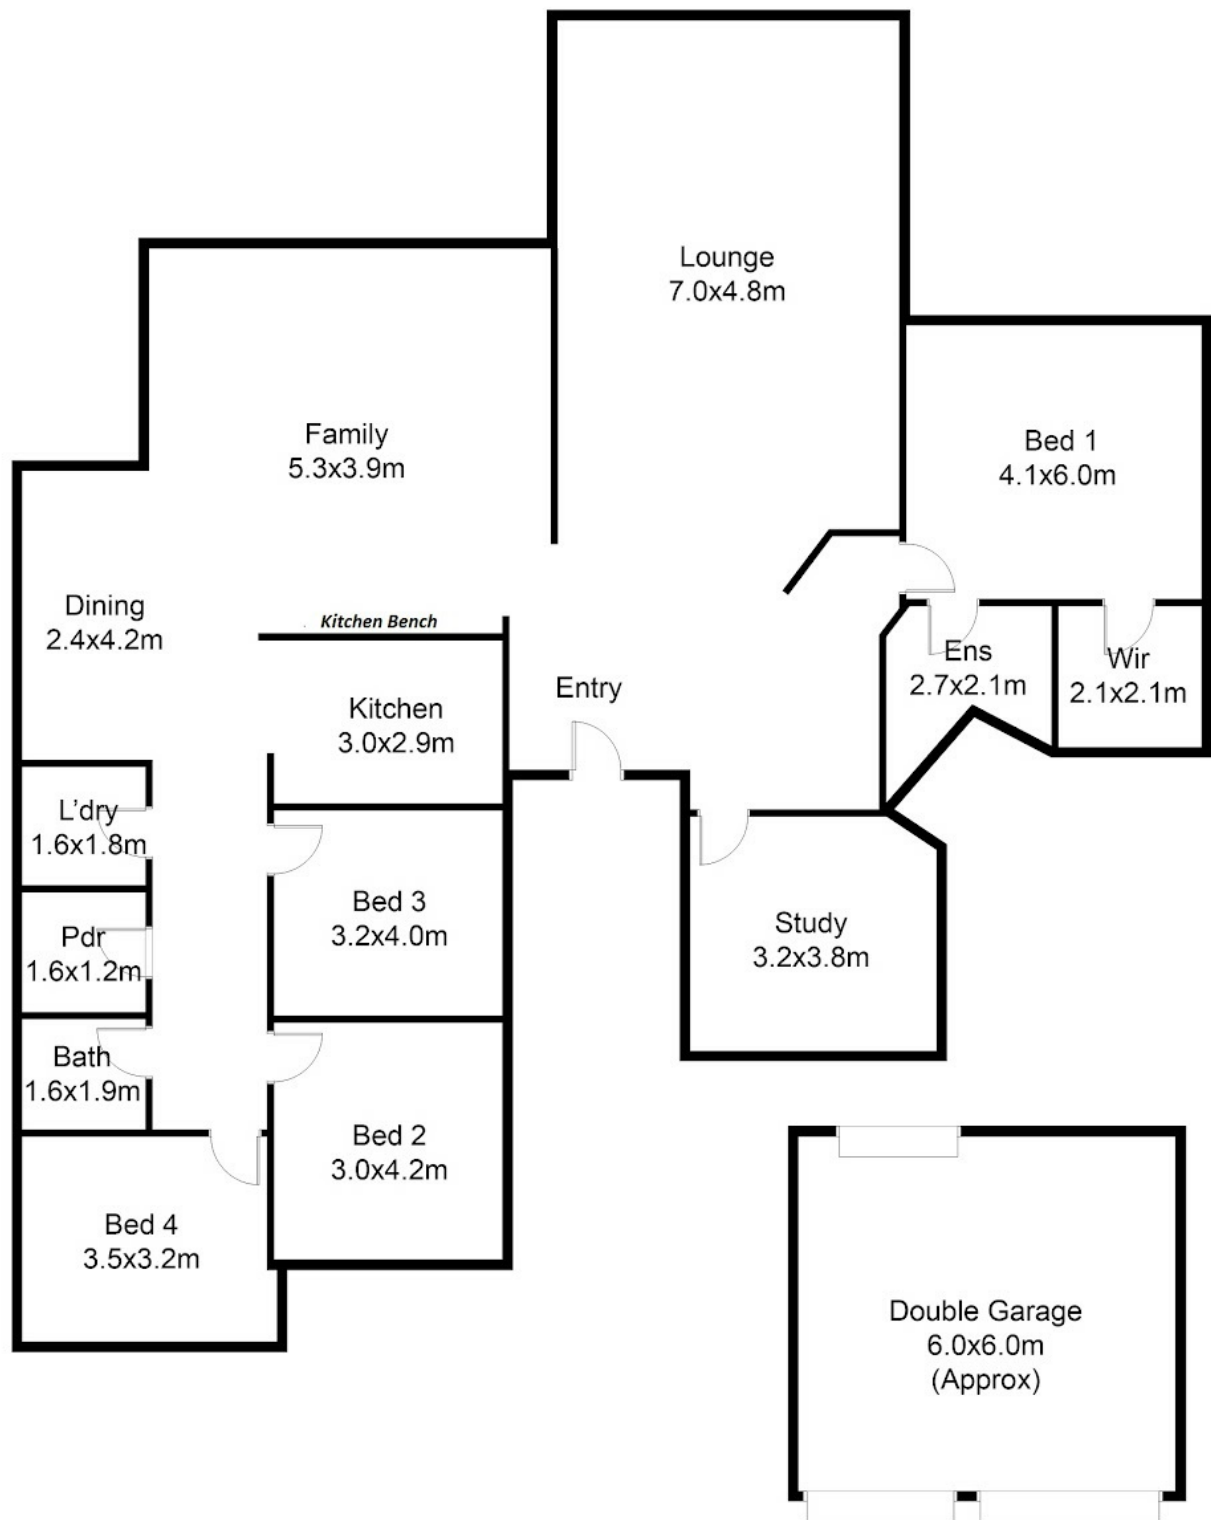 Lounge
7.0x4.8m
Family
5.3x3.9m
Bed 1
4.1x6.0m
Dining
2.4x4.2m
Kitchen Bench
Ens
2.7x2.1m
Wir
2.1x2.1m
Entry
Kitchen
3.0x2.9m
L'dry
1.6x1.8m
Bed 3
3.2x4.0m
Study
3.2x3.8m
Pdr
1.6x1.2m
Bath
1.6x1.9m
Bed 2
3.0x4.2m
Bed 4
3.5x3.2m
Double Garage
6.0x6.0m
(Approx)